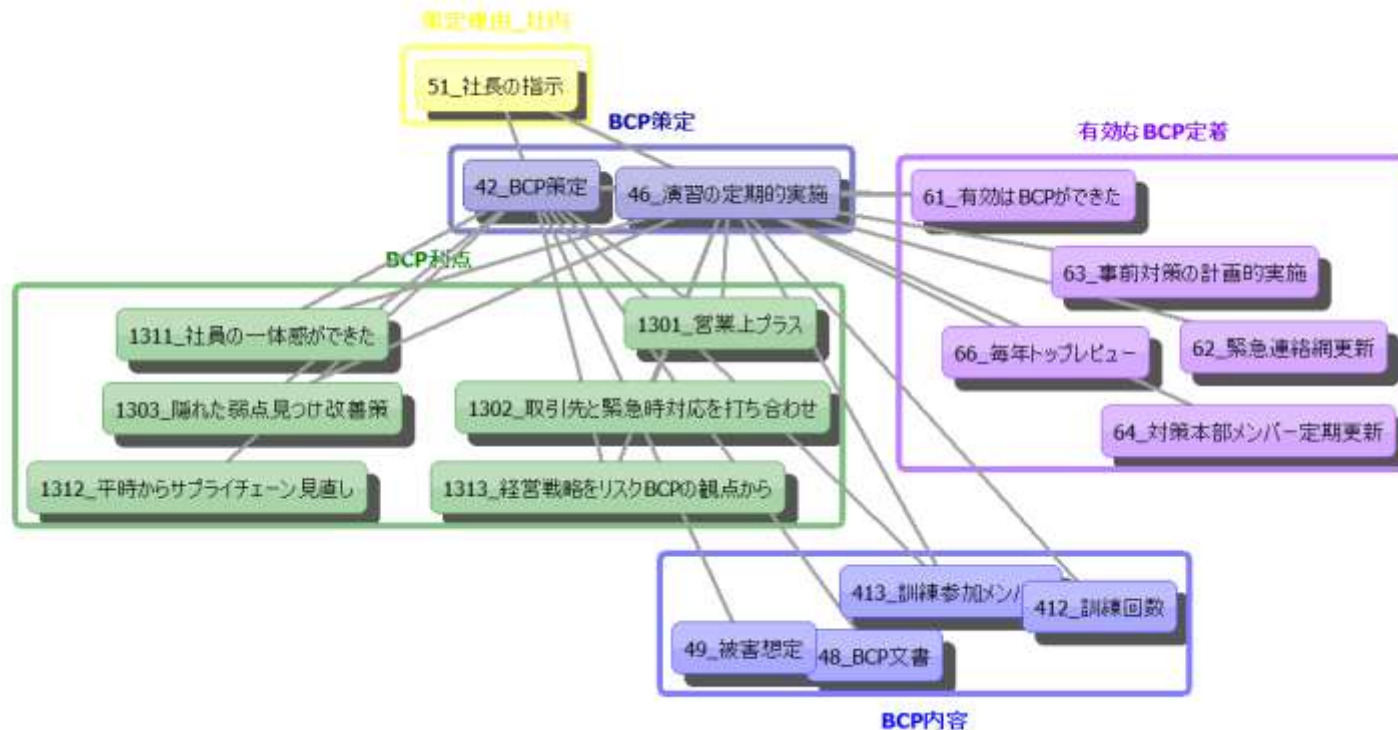 策定理由_社内
51_社長の指示
BCP策定
42_BCP策定
46_演習の定期的実施
有効なBCP定着
61_有効はBCPができた
63_事前対策の計画的実施
62_緊急連絡網更新
66_毎年トップレビュー
64_対策本部メンバー定期更新
BCP利点
1311_社員の一体感ができた
1301_営業上プラス
1303_隠れた弱点見つけ改善策
1302_取引先と緊急時対応を打ち合わせ
1312_平時からサプライチェーン見直し
1313_経営戦略をリスクBCPの観点から
413_訓練参加メンバ
412_訓練回数
49_被害想定
48_BCP文書
BCP内容